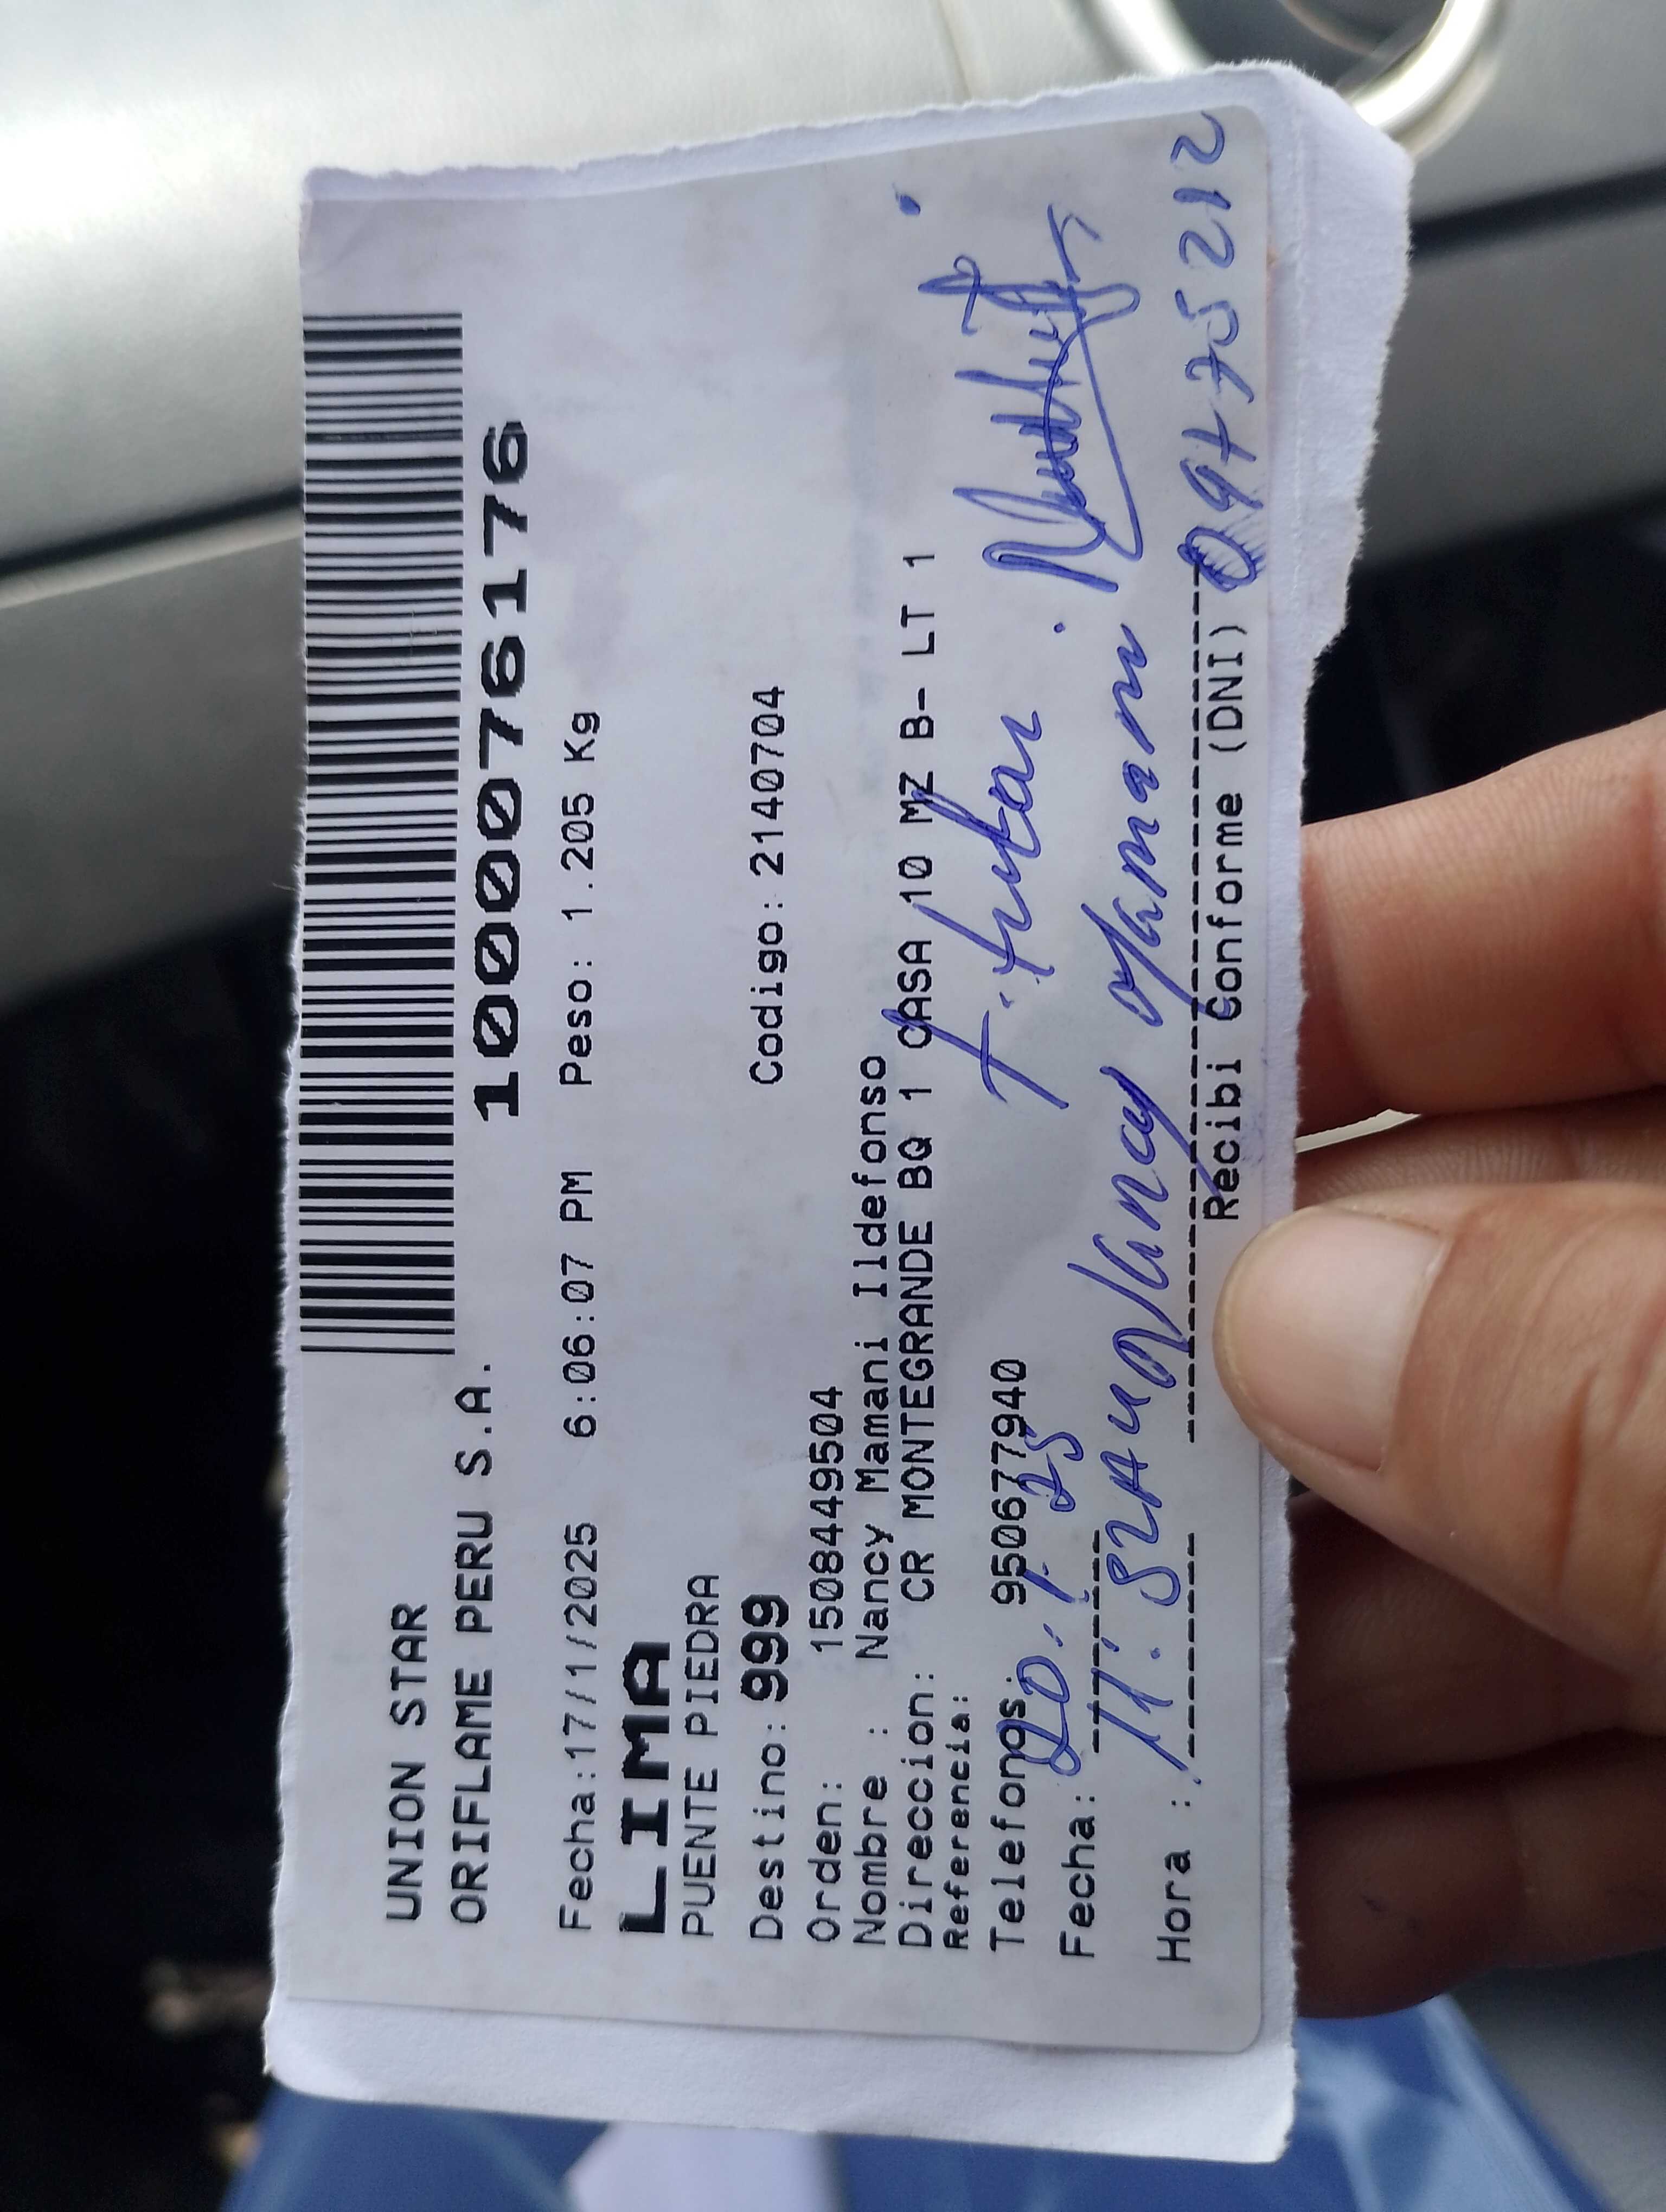 UNION STAR
ORIFLAME PERU S.A.
1000076176
Fecha:17/1/2025 6:06:07 PM Peso: 1.205 Kg
LIMA
PUENTE PIEDRA
Destino: 999 Codigo: 2140704
Orden: 1508449504
Nombre : Nancy Mamani Ildefonso
Direccion: CR MONTEGRANDE BQ 1 CASA 10 MZ B- LT 1
Referencia:
Telefonos: 950677940
Titular
Fecha: 20/1/25
Nancy Mamani
Hora : 11:
Recibi Conforme (DNI) 09475212